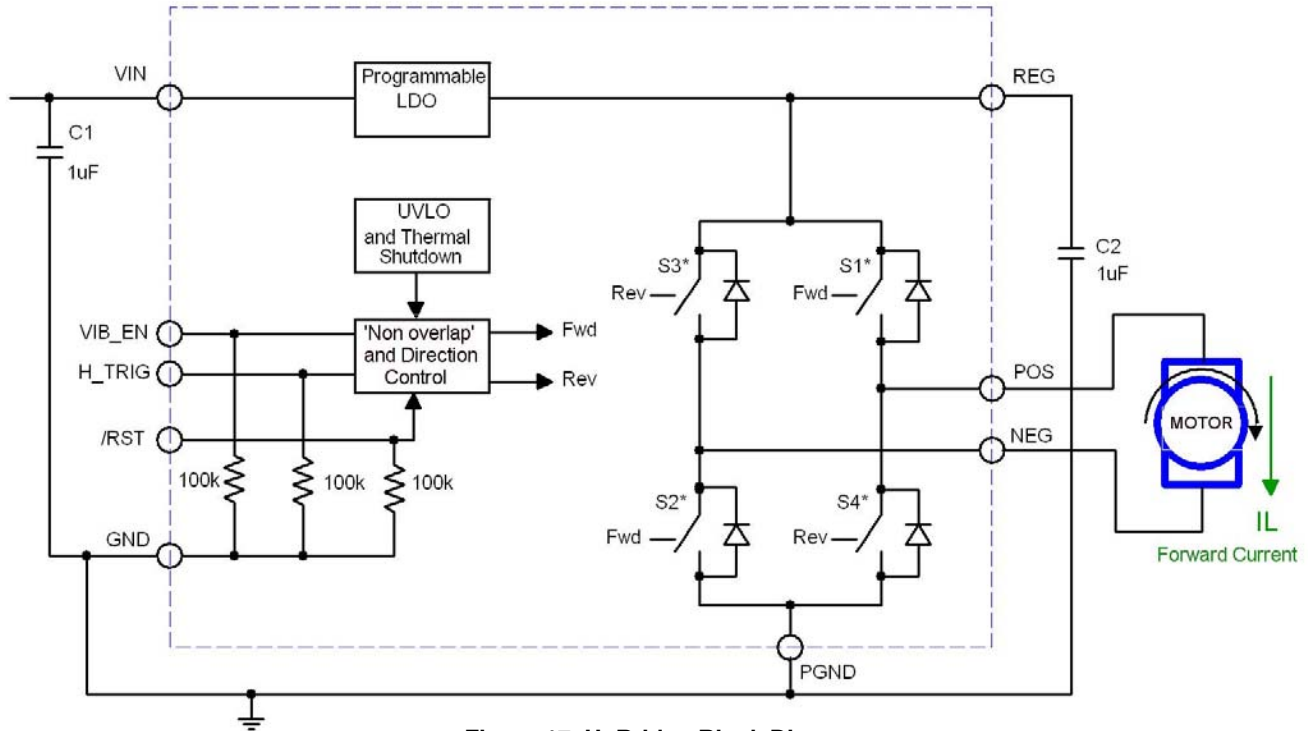 VIN
Programmable
LDO
REG
C1
1uF
UVLO
and Thermal
Shutdown
S3*
S1*
C2
1uF
Rev
Fwd
VIB_EN
'Non overlap'
and Direction
Control
Fwd
H_TRIG
Rev
POS
MOTOR
/RST
NEG
100k
100k
100k
S2*
S4*
IL
GND
Fwd
Rev
Forward Current
PGND